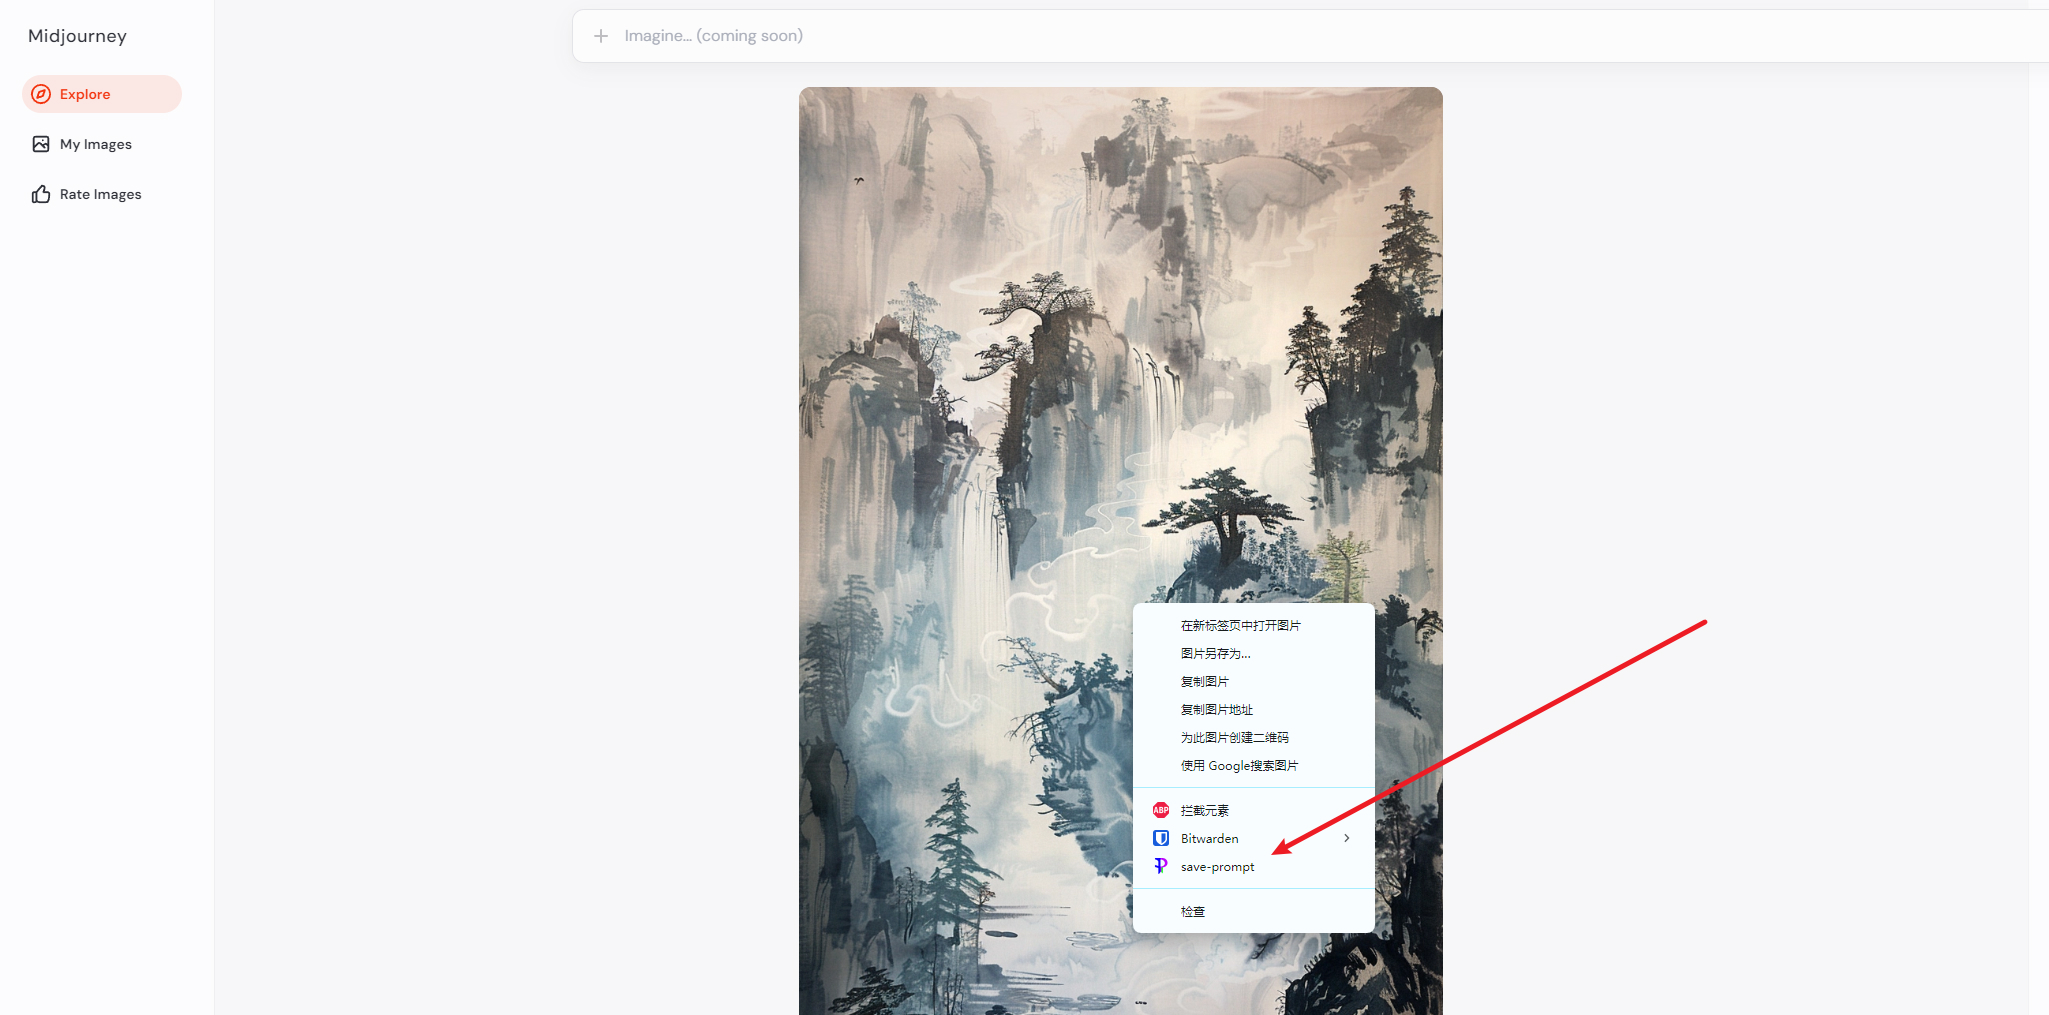 Midjourney
Imagine... (coming soon)
Explore
My Images
Rate Images
在新标签页中打开图片
图片另存为...
复制图片
复制图片地址
为此图片创建二维码
使用 Google搜索图片
ABP 拦截元素
Bitwarden
save-prompt
检查